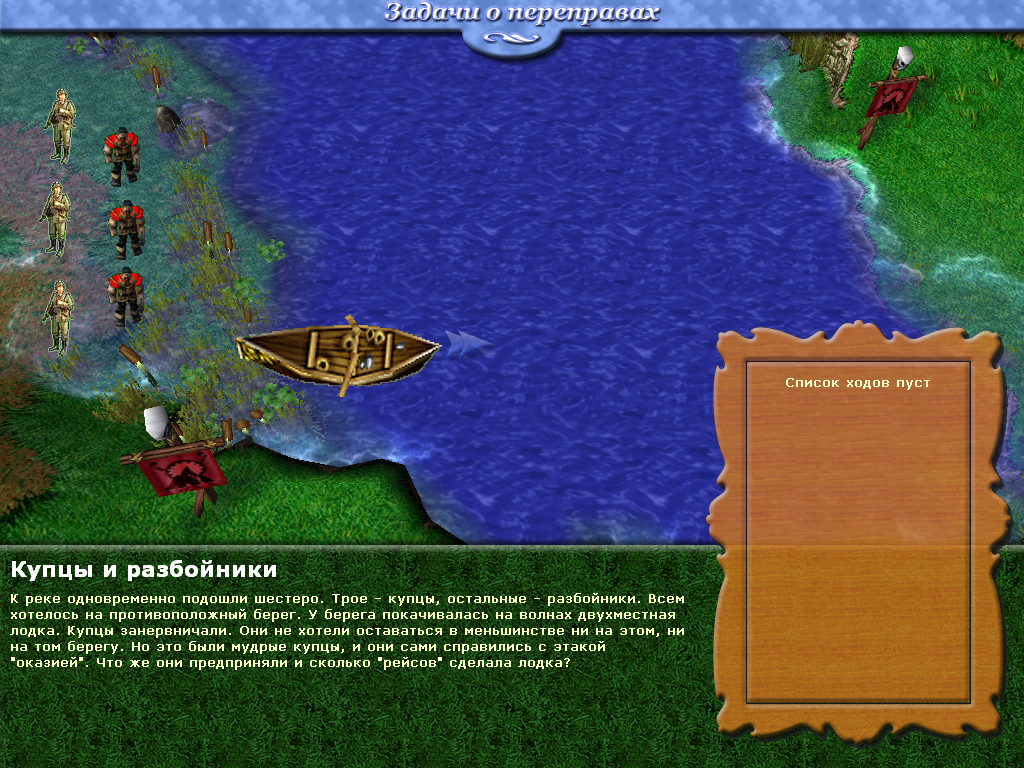 Задачи о переправах
Список ходов пуст
Купцы и разбойники
К реке одновременно подошли шестеро. Трое - купцы, остальные - разбойники. Всем
хотелось на противоположный берег. У берега покачивалась на волнах двухместная
лодка. Купцы занервничали. Они не хотели оставаться в меньшинстве ни на этом, ни
на том берегу. Но это были мудрые купцы, и они сами справились с этакой
"оказией". Что же они предприняли и сколько "рейсов" сделала лодка?